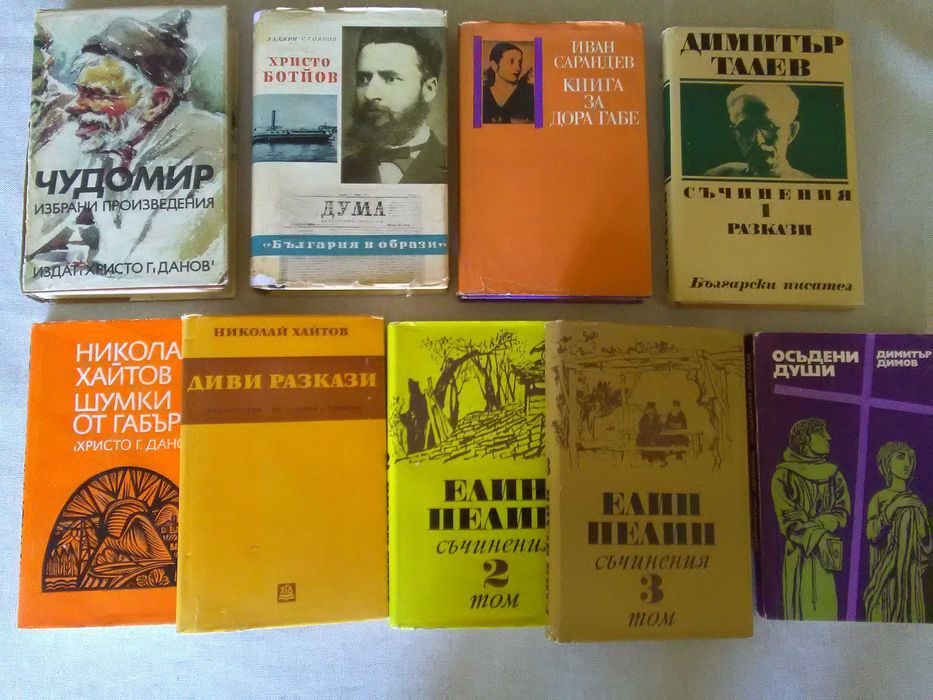 ЧУДОМИР
ИЗБРАНИ ПРОИЗВЕДЕНИЯ
ИЗДАТ. „ХРИСТО Г. ДАНОВ“
ЗАХАРИ СТОЯНОВ
ХРИСТО
БОТЙОВ
ДУМА
«България в образи»
ИВАН
САРАНДЕВ
КНИГА
ЗА
ДОРА ГАБЕ
ДИМИТЪР
ТАЛЕВ
СЪЧИНЕНИЯ
1
РАЗКАЗИ
Български писател
НИКОЛА
ХАЙТОВ
ШУМКИ
ОТ ГАБЪР
„ХРИСТО Г. ДАНО
НИКОЛАЙ ХАЙТОВ
ДИВИ РАЗКАЗИ
ЕЛИН
ПЕЛИН
съчинения
2
том
ЕЛИН
ПЕЛИН
съчинения
3
том
ОСЪДЕНИ
ДУШИ
ДИМИТЪР
ДИМОВ